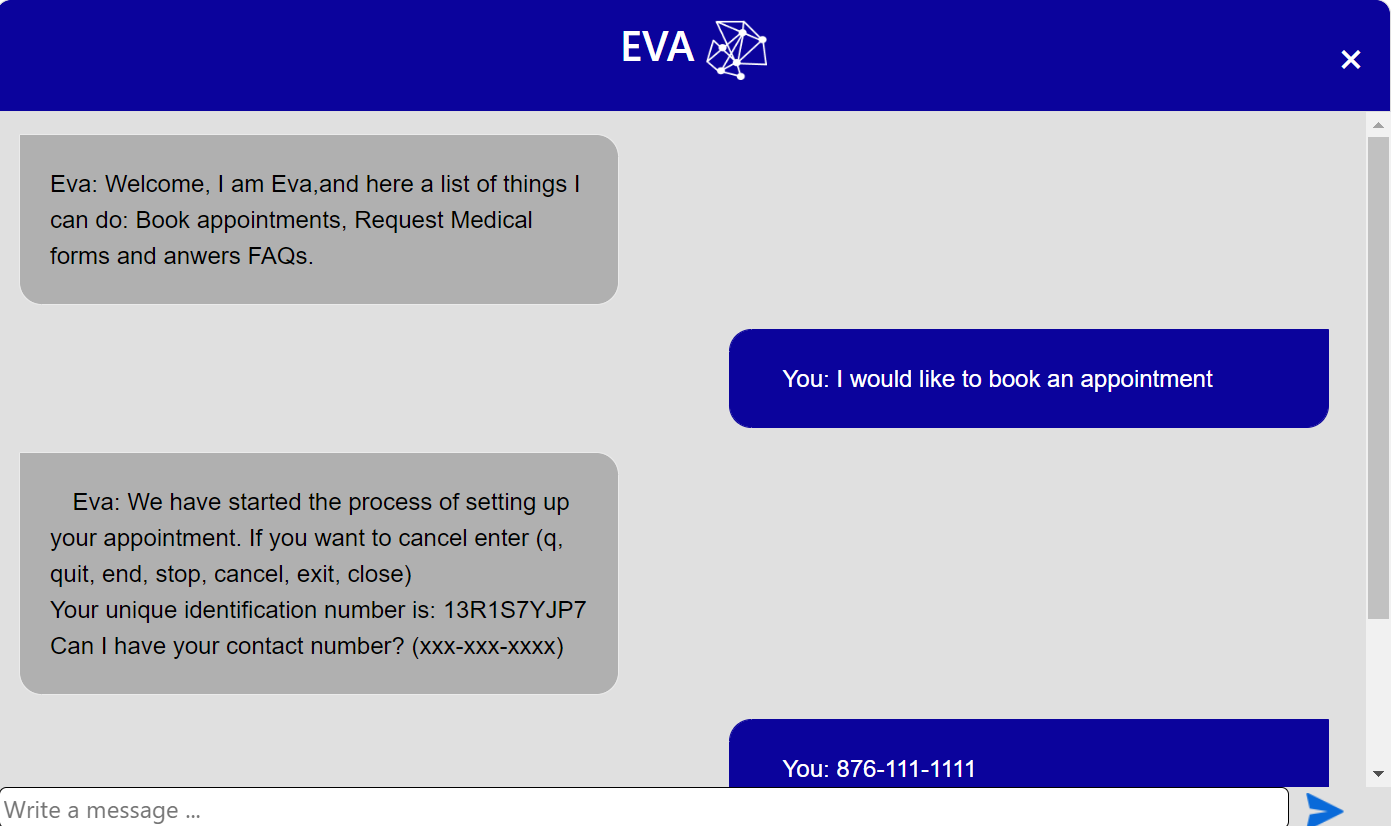 EVA
×
Eva: Welcome, I am Eva,and here a list of things I
can do: Book appointments, Request Medical
forms and anwers FAQs.
You: I would like to book an appointment
Eva: We have started the process of setting up
your appointment. If you want to cancel enter (q,
quit, end, stop, cancel, exit, close)
Your unique identification number is: 13R1S7YJP7
Can I have your contact number? (xxx-xxx-xxxx)
You: 876-111-1111
Write a message ...